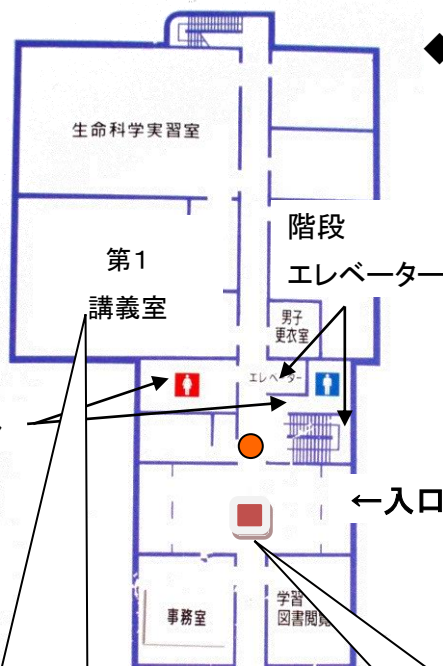 生命科学実習室
階段
エレベーター
第1
講義室
男子
更衣室
エレベーター
←入口
事務室
学習
図書閲覧